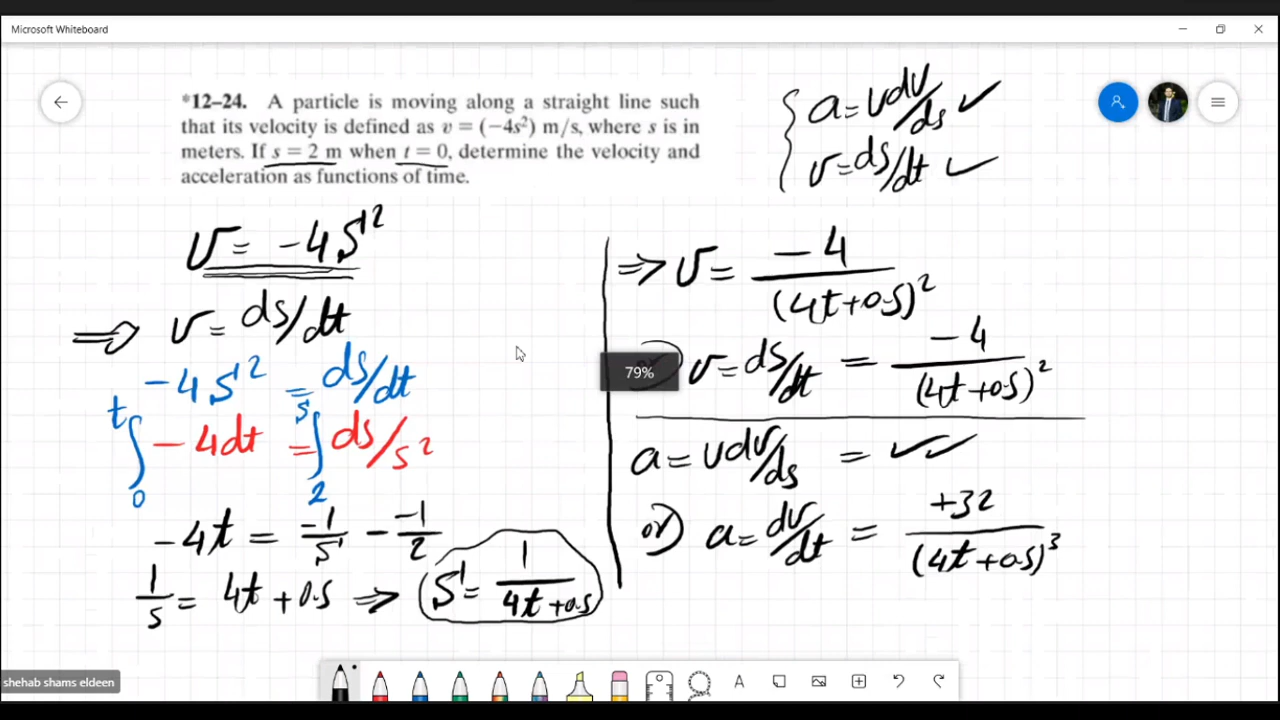 Microsoft Whiteboard
*12–24. A particle is moving along a straight line such
that its velocity is defined as v = (−4s²) m/s, where s is in
meters. If s = 2 m when t = 0, determine the velocity and
acceleration as functions of time.
{ a = v dv/ds ✓
v = ds/dt ✓
v = -4 s²
⇒ v = ds/dt
-4 s² = ds/dt
∫₀ᵗ -4dt = ∫₂ˢ ds/s²
-4t = -1/s - -1/2
1/s = 4t + 0.5 ⇒ (s = 1/(4t + 0.5))
⇒ v = -4/(4t + 0.5)²
v = ds/dt = -4/(4t + 0.5)²
79%
a = v dv/ds = ✓✓
or) a = dv/dt = +32/(4t + 0.5)³
shehab shams eldeen
A